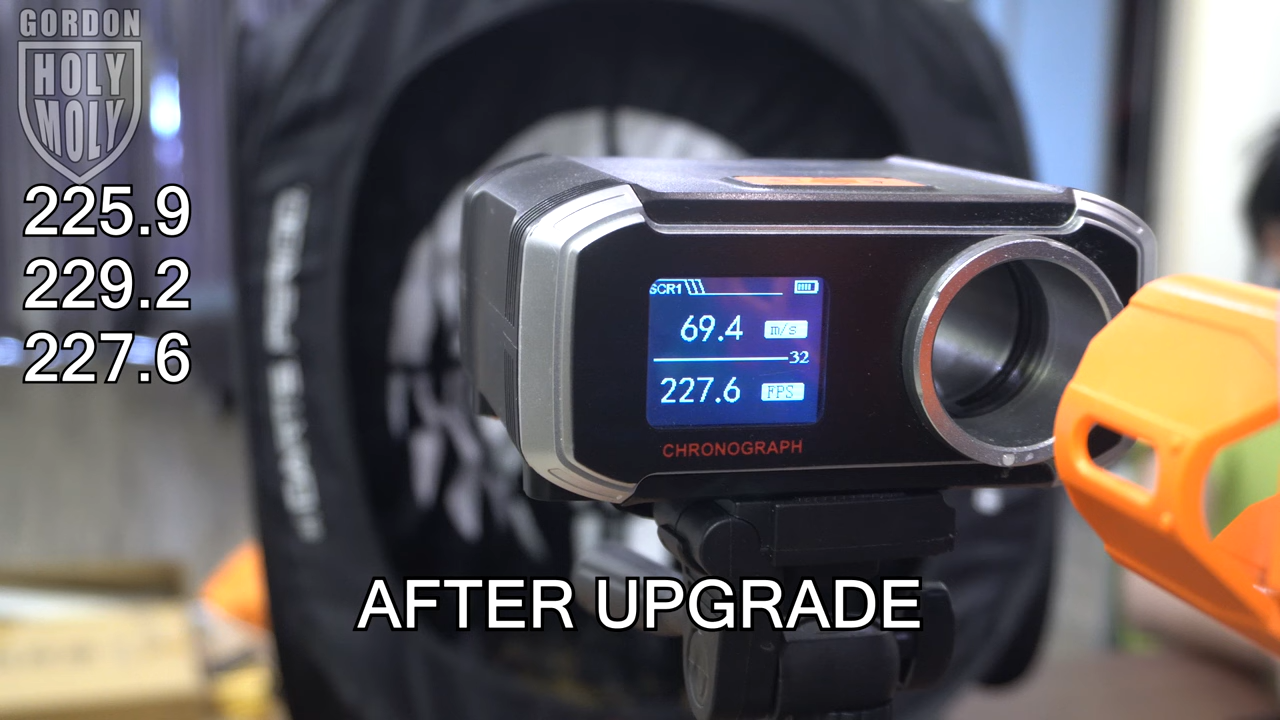 GORDON
HOLY
MOLY
225.9
229.2
227.6
SCR1
69.4 m/s
32
227.6 FPS
CHRONOGRAPH
AFTER UPGRADE